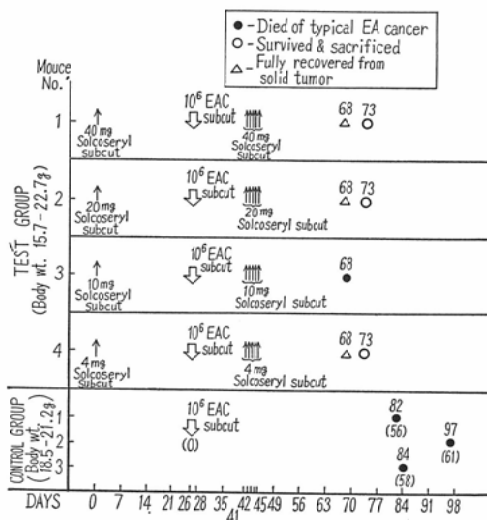 ● - Died of typical EA cancer
○ - Survived & sacrificed
△ - Fully recovered from
solid tumor
Mouce
No.
TEST GROUP
(Body wt. 15.7-22.7g)
1
40 mg
Solcoseryl
subcut
10⁶ EAC
subcut
40 mg
Solcoseryl
subcut
68 73
2
20 mg
Solcoseryl
subcut
10⁶ EAC
subcut
20 mg
Solcoseryl subcut
68 73
3
10 mg
Solcoseryl
subcut
10⁶ EAC
subcut
10 mg
Solcoseryl subcut
68
4
4 mg
Solcoseryl
subcut
10⁶ EAC
subcut
4 mg
Solcoseryl subcut
68 73
CONTROL GROUP
(Body wt.
18.5-21.2g)
1
2
3
10⁶ EAC
subcut
(0)
82
(56)
97
(61)
84
(58)
DAYS 0 7 14 21 26 28 35 42 45 49 56 63 70 77 84 91 98
41